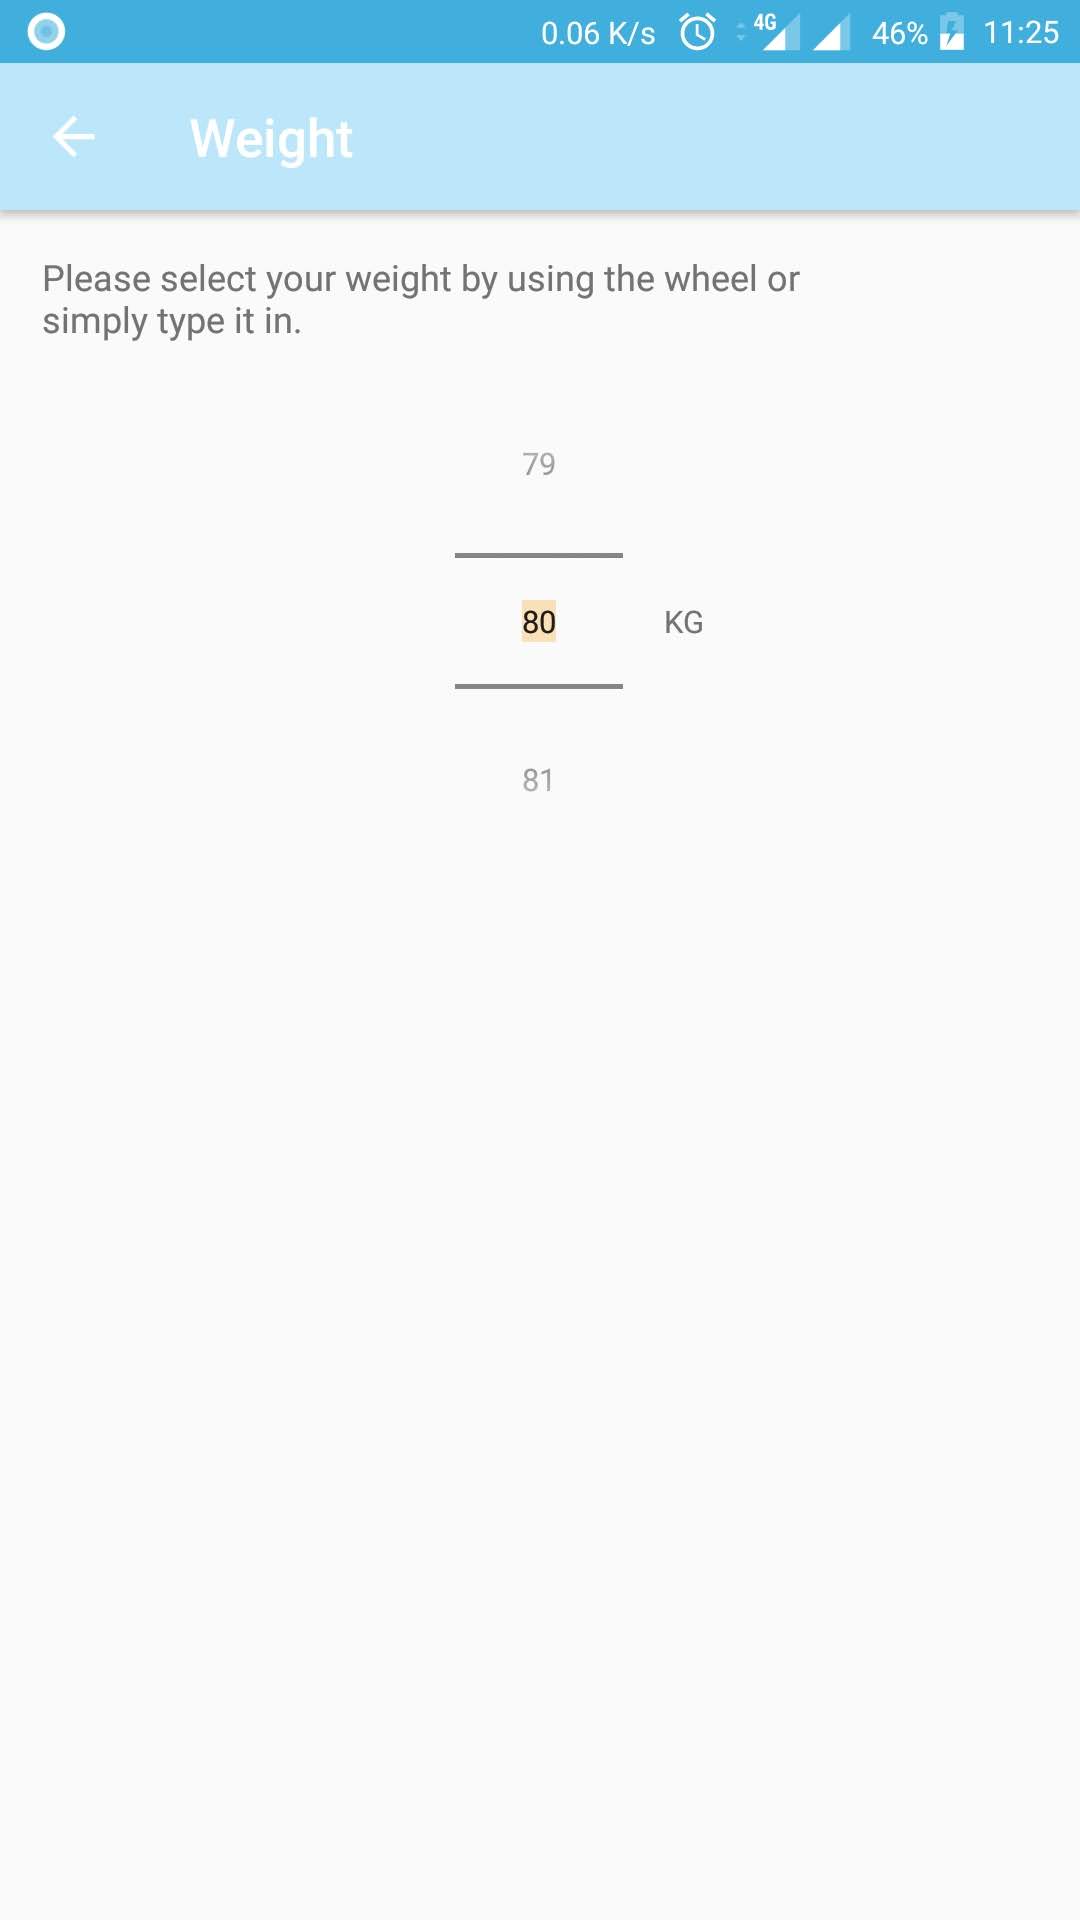 0.06 K/s 4G 46% 11:25
Weight
Please select your weight by using the wheel or
simply type it in.
79
80 KG
81